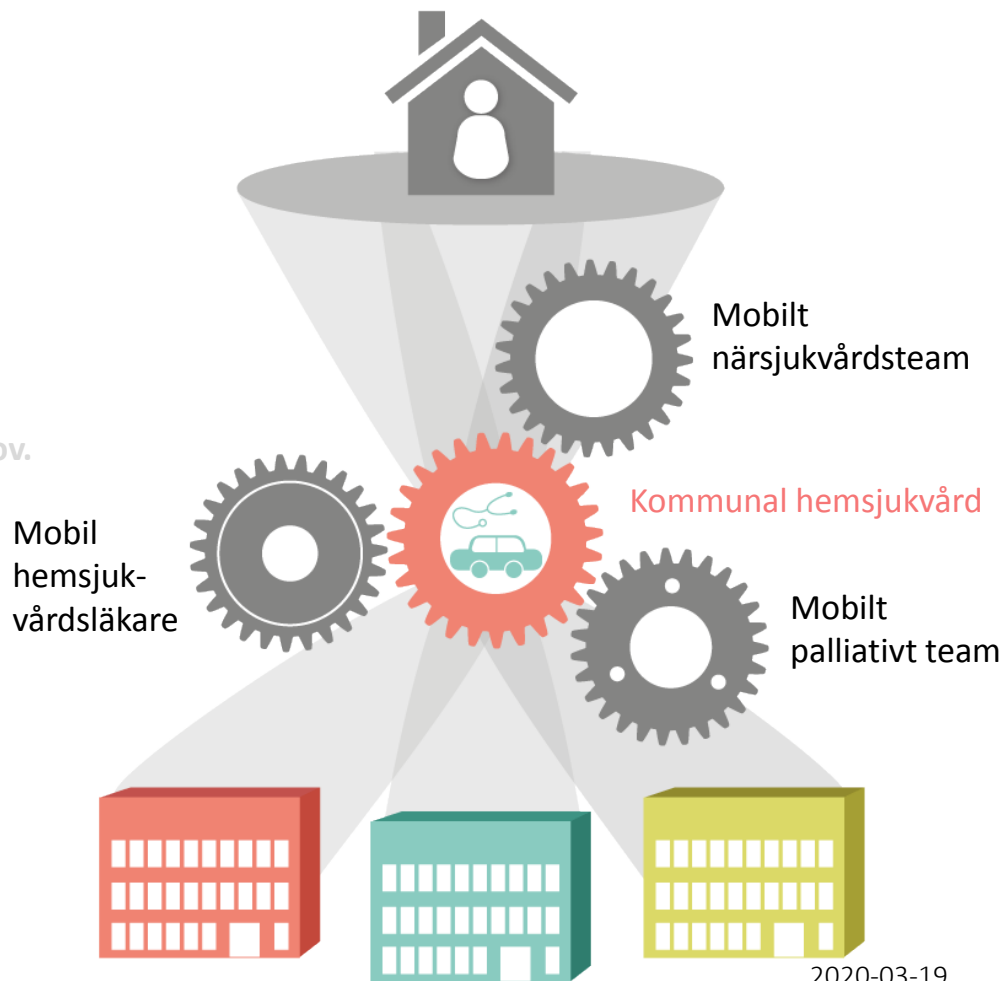 Mobilt
närsjukvårdsteam
Kommunal hemsjukvård
Mobil
hemsjuk-
vårdsläkare
Mobilt
palliativt team
2020-03-19